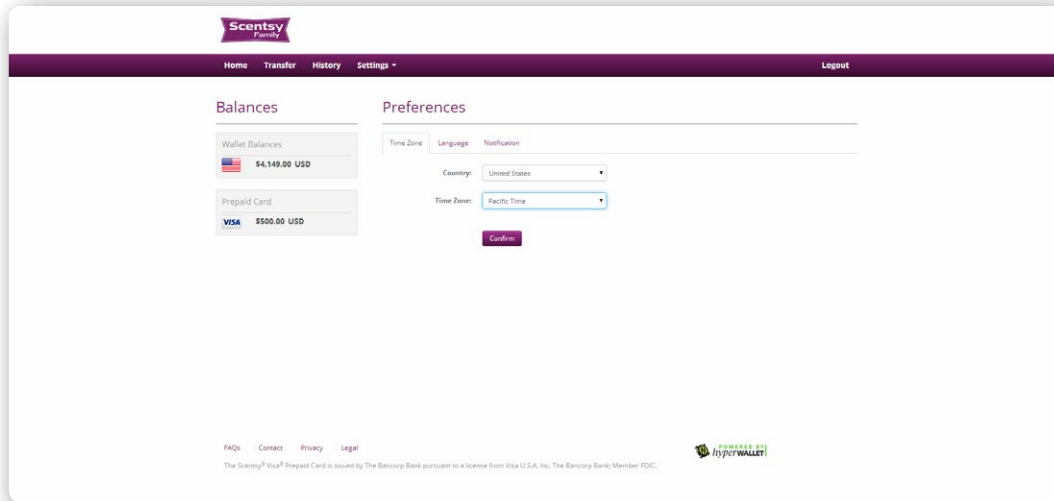 Scentsy
Family
Home Transfer History Settings Logout
Balances
Wallet Balances
$4,149.00 USD
Prepaid Card
VISA $500.00 USD
Preferences
Time Zone Language Notification
Country: United States
Time Zone: Pacific Time
Confirm
FAQs Contact Privacy Legal
The Scentsy® Visa® Prepaid Card is issued by The Bancorp Bank pursuant to a license from Visa U.S.A. Inc. The Bancorp Bank; Member FDIC.
POWERED BY
hyperWALLET